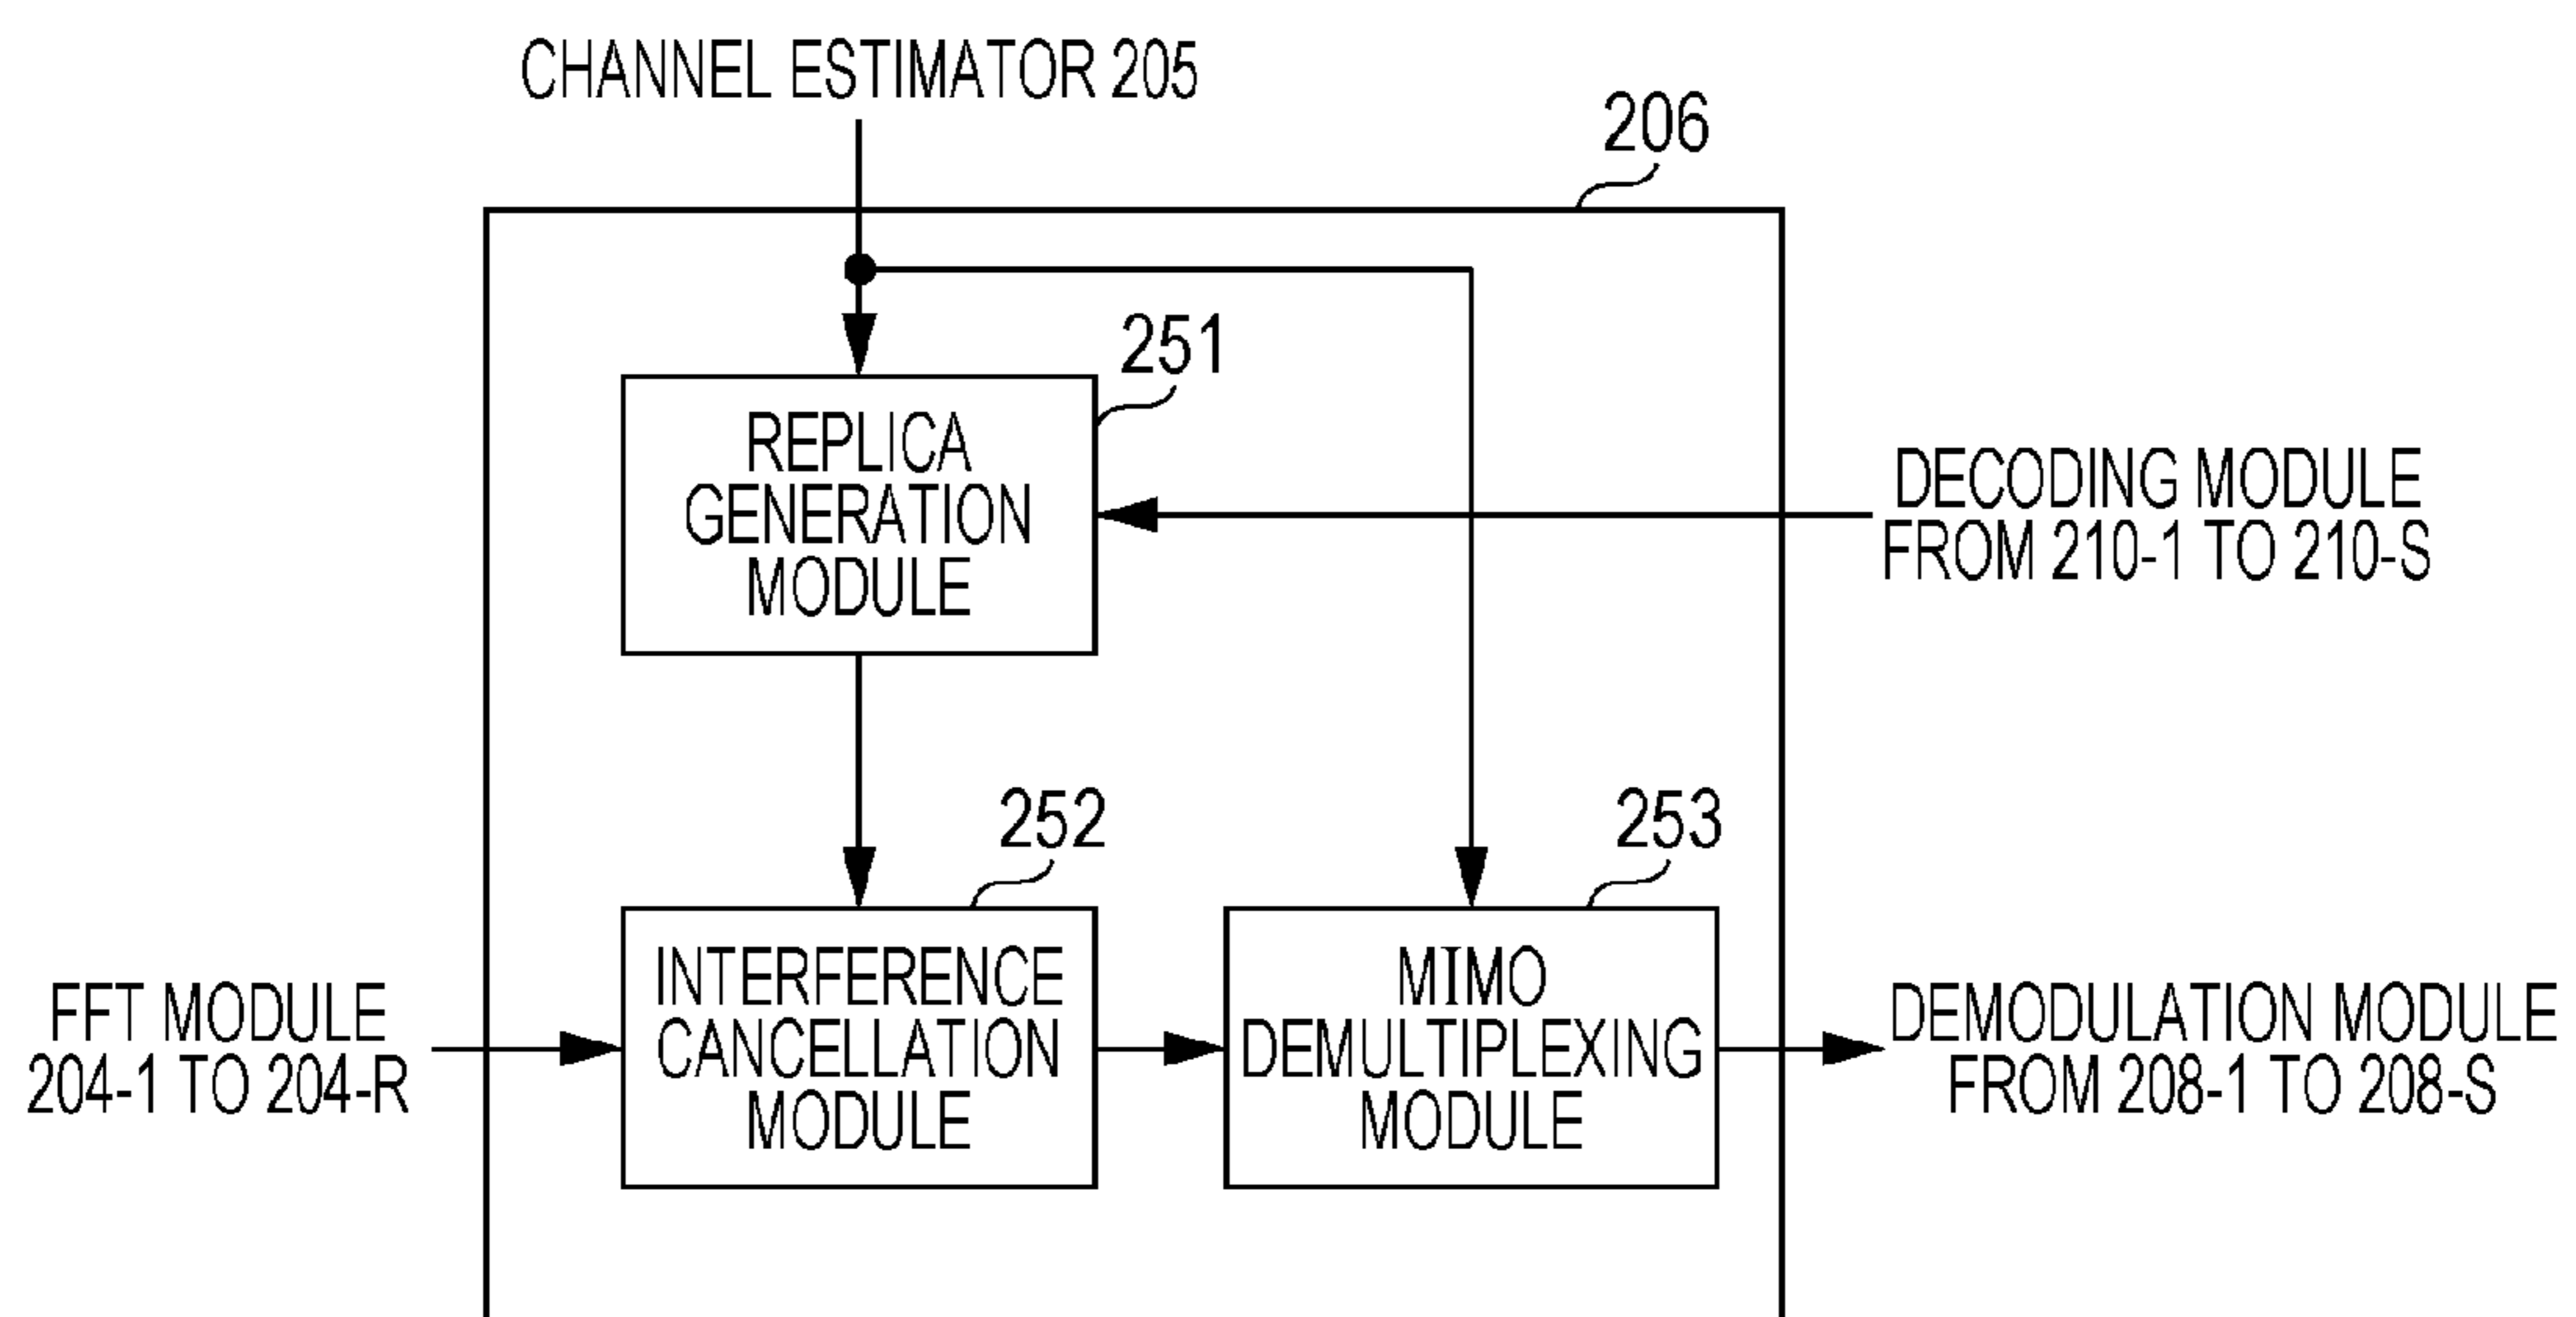 CHANNEL ESTIMATOR 205
206
251
REPLICA
GENERATION
MODULE
DECODING MODULE
FROM 210-1 TO 210-S
252
253
FFT MODULE
204-1 TO 204-R
INTERFERENCE
CANCELLATION
MODULE
MIMO
DEMULTIPLEXING
MODULE
DEMODULATION MODULE
FROM 208-1 TO 208-S